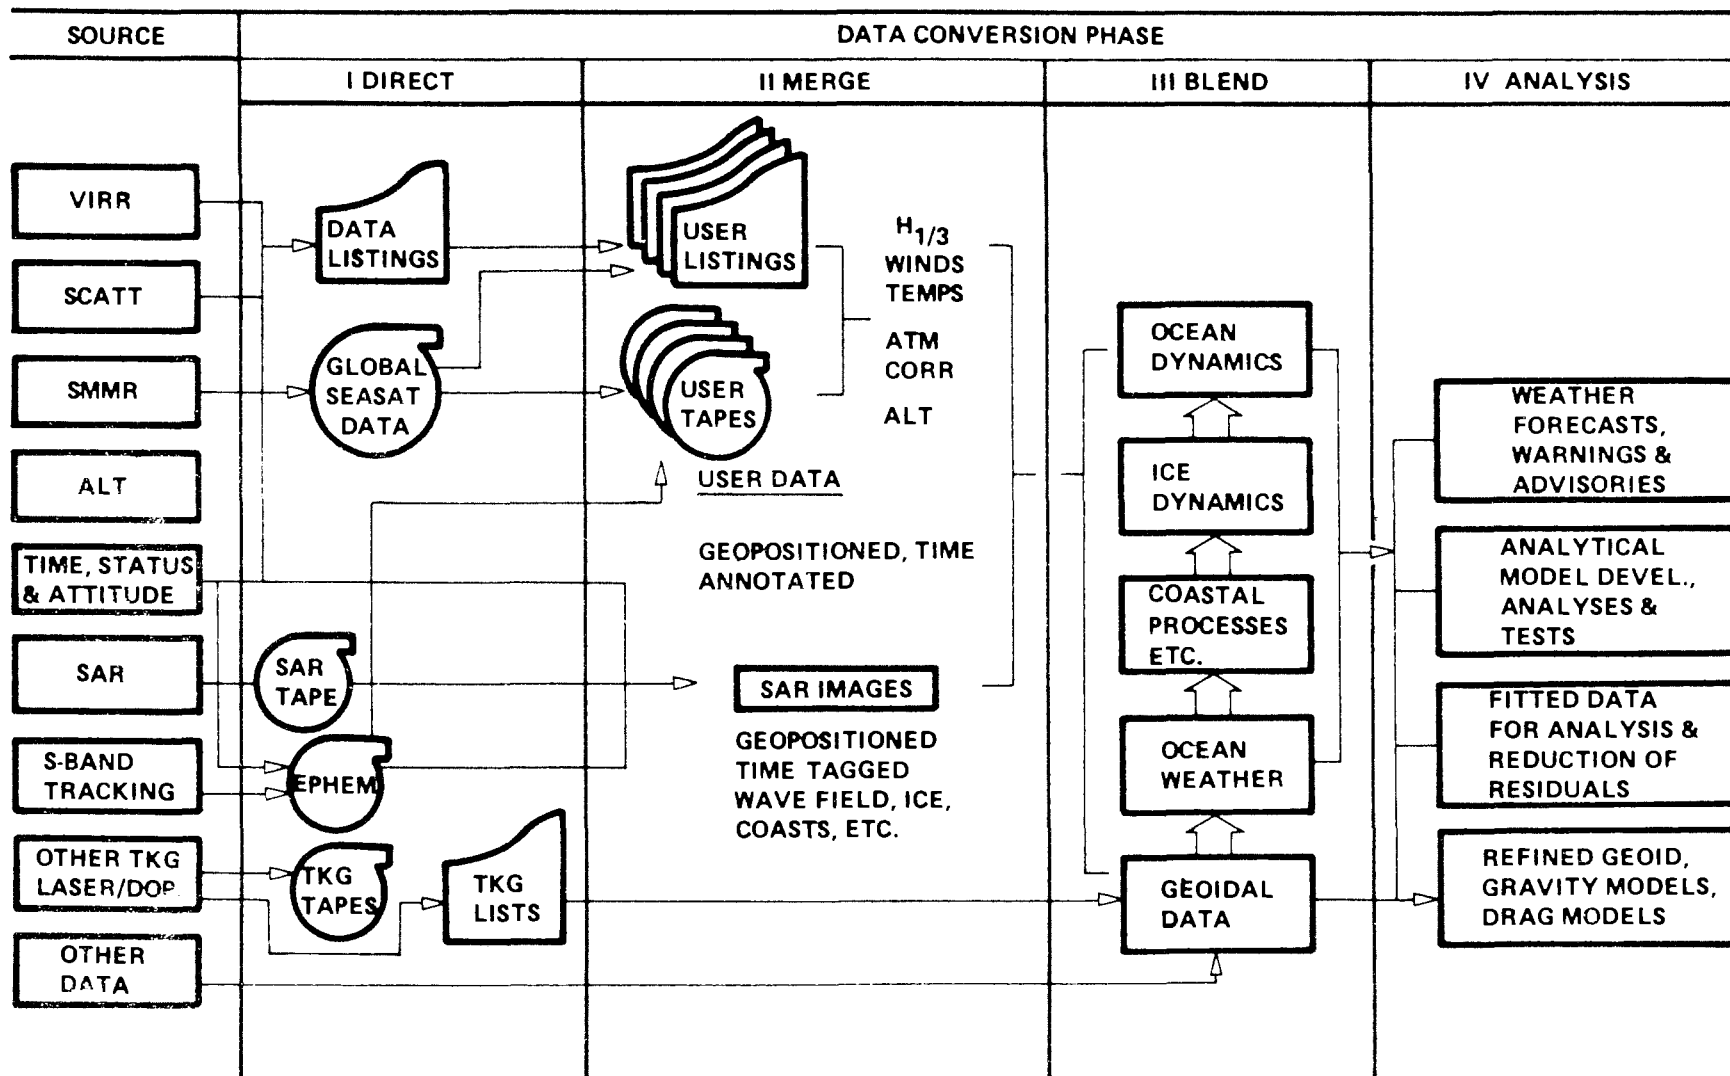 SOURCE
DATA CONVERSION PHASE
I DIRECT
II MERGE
III BLEND
IV ANALYSIS
VIRR
SCATT
SMMR
ALT
TIME, STATUS
& ATTITUDE
SAR
S-BAND
TRACKING
OTHER TKG
LASER/DOP.
OTHER
DATA
DATA
LISTINGS
GLOBAL
SEASAT
DATA
SAR
TAPE
EPHEM
TKG
TAPES
TKG
LISTS
USER
LISTINGS
USER
TAPES
H1/3
WINDS
TEMPS
ATM
CORR
ALT
USER DATA
GEOPOSITIONED, TIME
ANNOTATED
SAR IMAGES
GEOPOSITIONED
TIME TAGGED
WAVE FIELD, ICE,
COASTS, ETC.
OCEAN
DYNAMICS
ICE
DYNAMICS
COASTAL
PROCESSES
ETC.
OCEAN
WEATHER
GEOIDAL
DATA
WEATHER
FORECASTS,
WARNINGS &
ADVISORIES
ANALYTICAL
MODEL DEVEL.,
ANALYSES &
TESTS
FITTED DATA
FOR ANALYSIS &
REDUCTION OF
RESIDUALS
REFINED GEOID,
GRAVITY MODELS,
DRAG MODELS